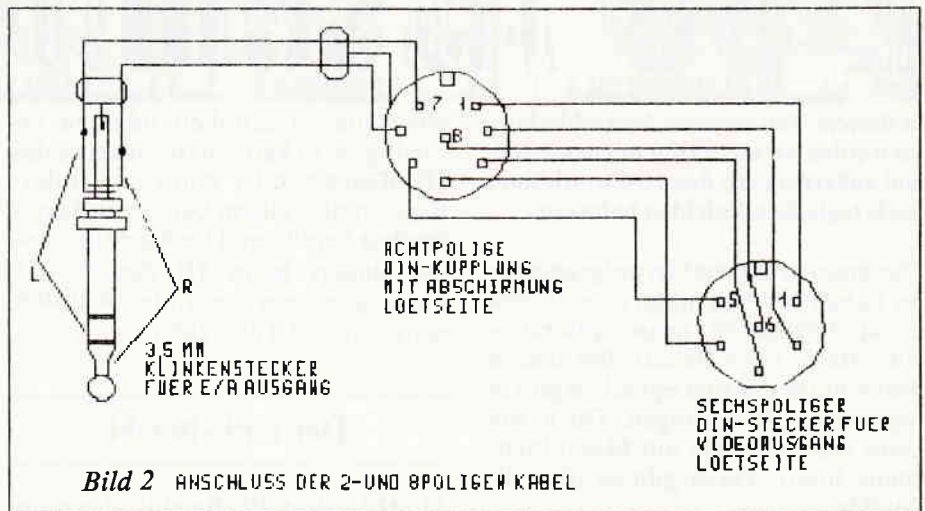 7 1
8
L
R
ACHTPOLIGE
DIN-KUPPLUNG
MIT ABSCHIRMUNG
LOETSEITE
3,5 MM
KLINKENSTECKER
FUER E/A AUSGANG
5 1
6
SECHSPOLIGER
DIN-STECKER FUER
VIDEOAUSGANG
LOETSEITE
Bild 2 ANSCHLUSS DER 2-UND 8POLIGEN KABEL